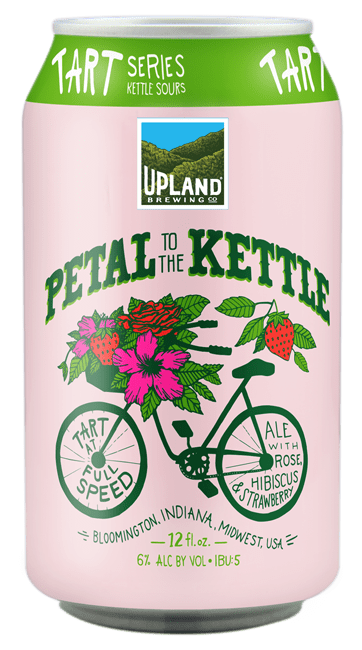 TART SERIES
KETTLE SOURS
TART
UPLAND®
BREWING CO
PETAL TO THE KETTLE
TART
AT
FULL
SPEED
ALE
WITH
ROSE,
HIBISCUS
& STRAWBERRY
BLOOMINGTON, INDIANA, MIDWEST, USA
12 fl.oz.
6% ALC BY VOL • IBU:5